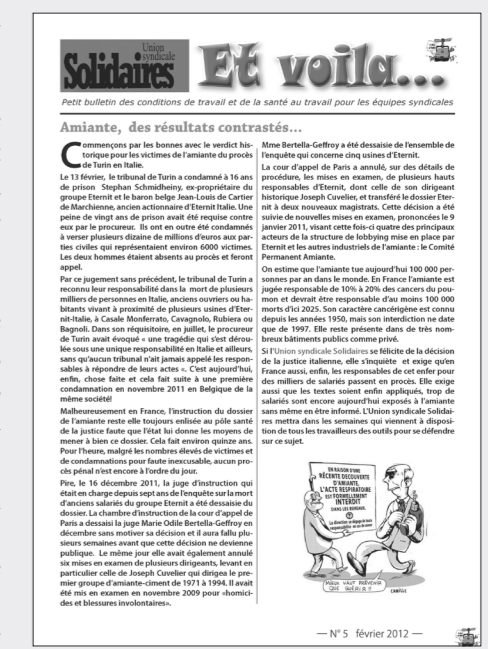 Union
syndicale
Solidaires
Et voila...
Petit bulletin des conditions de travail et de la santé au travail pour les équipes syndicales
Amiante, des résultats contrastés...
Commençons par les bonnes avec le verdict his-
torique pour les victimes de l'amiante du procès
de Turin en Italie.
Le 13 février, le tribunal de Turin a condamné à 16 ans
de prison Stephan Schmidheiny, ex-propriétaire du
groupe Eternit et le baron belge Jean-Louis de Cartier
de Marchienne, ancien actionnaire d'Eternit Italie. Une
peine de vingt ans de prison avait été requise contre
eux par le procureur. Ils ont en outre été condamnés
à verser plusieurs dizaine de millions d'euros aux par-
ties civiles qui représentaient environ 6000 victimes.
Les deux hommes étaient absents au procès et feront
appel.
Par ce jugement sans précédent, le tribunal de Turin a
reconnu leur responsabilité dans la mort de plusieurs
milliers de personnes en Italie, anciens ouvriers ou ha-
bitants vivant à proximité de plusieurs usines d'Eter-
nit-Italie, à Casale Monferrato, Cavagnolo, Rubiera ou
Bagnoli. Dans son réquisitoire, en juillet, le procureur
de Turin avait évoqué « une tragédie qui s'est dérou-
lée sous une unique responsabilité en Italie et ailleurs,
sans qu'aucun tribunal n'ait jamais appelé les respon-
sables à répondre de leurs actes «. C'est aujourd'hui,
enfin, chose faite et cela fait suite à une première
condamnation en novembre 2011 en Belgique de la
même société!
Malheureusement en France, l'instruction du dossier
de l'amiante reste elle toujours enlisée au pôle santé
de la justice faute que l'état lui donne les moyens de
mener à bien ce dossier. Cela fait environ quinze ans.
Pour l'heure, malgré les nombres élevés de victimes et
de condamnations pour faute inexcusable, aucun pro-
cès pénal n'est encore à l'ordre du jour.
Pire, le 16 décembre 2011, la juge d'instruction qui
était en charge depuis sept ans de l'enquête sur la mort
d'anciens salariés du groupe Eternit a été dessaisie du
dossier. La chambre d'instruction de la cour d'appel de
Paris a dessaisi la juge Marie Odile Bertella-Geffroy en
décembre sans motiver sa décision et il aura fallu plu-
sieurs semaines avant que cette décision ne devienne
publique. Le même jour elle avait également annulé
six mises en examen de plusieurs dirigeants, levant en
particulier celle de Joseph Cuvelier qui dirigea le pre-
mier groupe d'amiante-ciment de 1971 à 1994. Il avait
été mis en examen en novembre 2009 pour «homici-
des et blessures involontaires».
Mme Bertella-Geffroy a été dessaisie de l'ensemble de
l'enquête qui concerne cinq usines d'Eternit.
La cour d'appel de Paris a annulé, sur des détails de
procédure, les mises en examen, de plusieurs hauts
responsables d'Eternit, dont celle de son dirigeant
historique Joseph Cuvelier, et transféré le dossier Eter-
nit à deux nouveaux magistrats. Cette décision a été
suivie de nouvelles mises en examen, prononcées le 9
janvier 2011, visant cette fois-ci quatre des principaux
acteurs de la structure de lobbying mise en place par
Eternit et les autres industriels de l'amiante : le Comité
Permanent Amiante.
On estime que l'amiante tue aujourd'hui 100 000 per-
sonnes par an dans le monde. En France l'amiante est
jugée responsable de 10% à 20% des cancers du pou-
mon et devrait être responsable d'au moins 100 000
morts d'ici 2025. Son caractère cancérigène est connu
depuis les années 1950, mais son interdiction ne date
que de 1997. Elle reste présente dans de très nom-
breux bâtiments publics comme privé.
Si l'Union syndicale Solidaires se félicite de la décision
de la justice italienne, elle s'inquiète et exige qu'en
France aussi, enfin, les responsables de cet enfer pour
des milliers de salariés passent en procès. Elle exige
aussi que les textes soient enfin appliqués, trop de
salariés sont encore aujourd'hui exposés à l'amiante
sans même en être informé. L'Union syndicale Solidai-
res mettra dans les semaines qui viennent à disposi-
tion de tous les travailleurs des outils pour se défendre
sur ce sujet.
EN RAISON D'UNE
RÉCENTE DÉCOUVERTE
D'AMIANTE,
L'ACTE RESPIRATOIRE
EST FORMELLEMENT
INTERDIT
DANS LES BUREAUX.
MIEUX VAUT PRÉVENIR
QUE GUÉRIR !!
— N° 5 février 2012 —